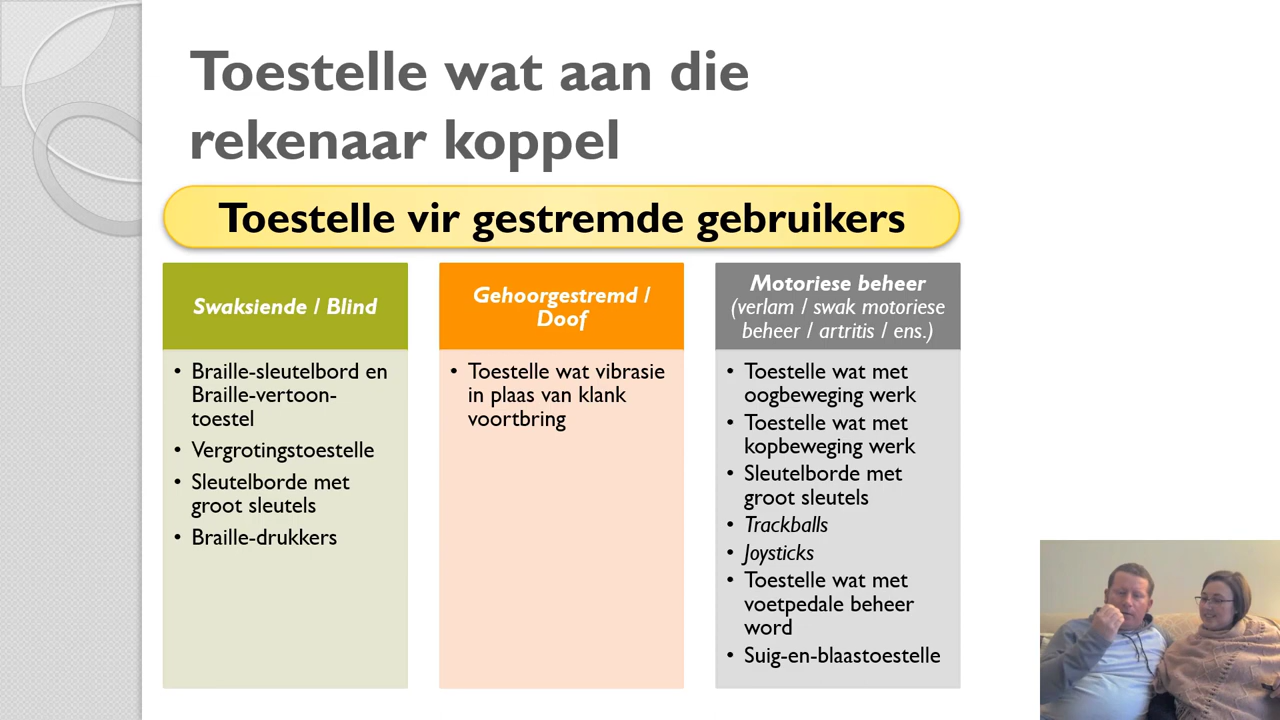 Toestelle wat aan die
rekenaar koppel
Toestelle vir gestremde gebruikers
Swaksiende / Blind
Braille-sleutelbord en
Braille-vertoon-
toestel
Vergrotingstoestelle
Sleutelborde met
groot sleutels
Braille-drukkers
Gehoorgestremd /
Doof
Toestelle wat vibrasie
in plaas van klank
voortbring
Motoriese beheer
(verlam / swak motoriese
beheer / artritis / ens.)
Toestelle wat met
oogbeweging werk
Toestelle wat met
kopbeweging werk
Sleutelborde met
groot sleutels
Trackballs
Joysticks
Toestelle wat met
voetpedale beheer
word
Suig-en-blaastoestelle